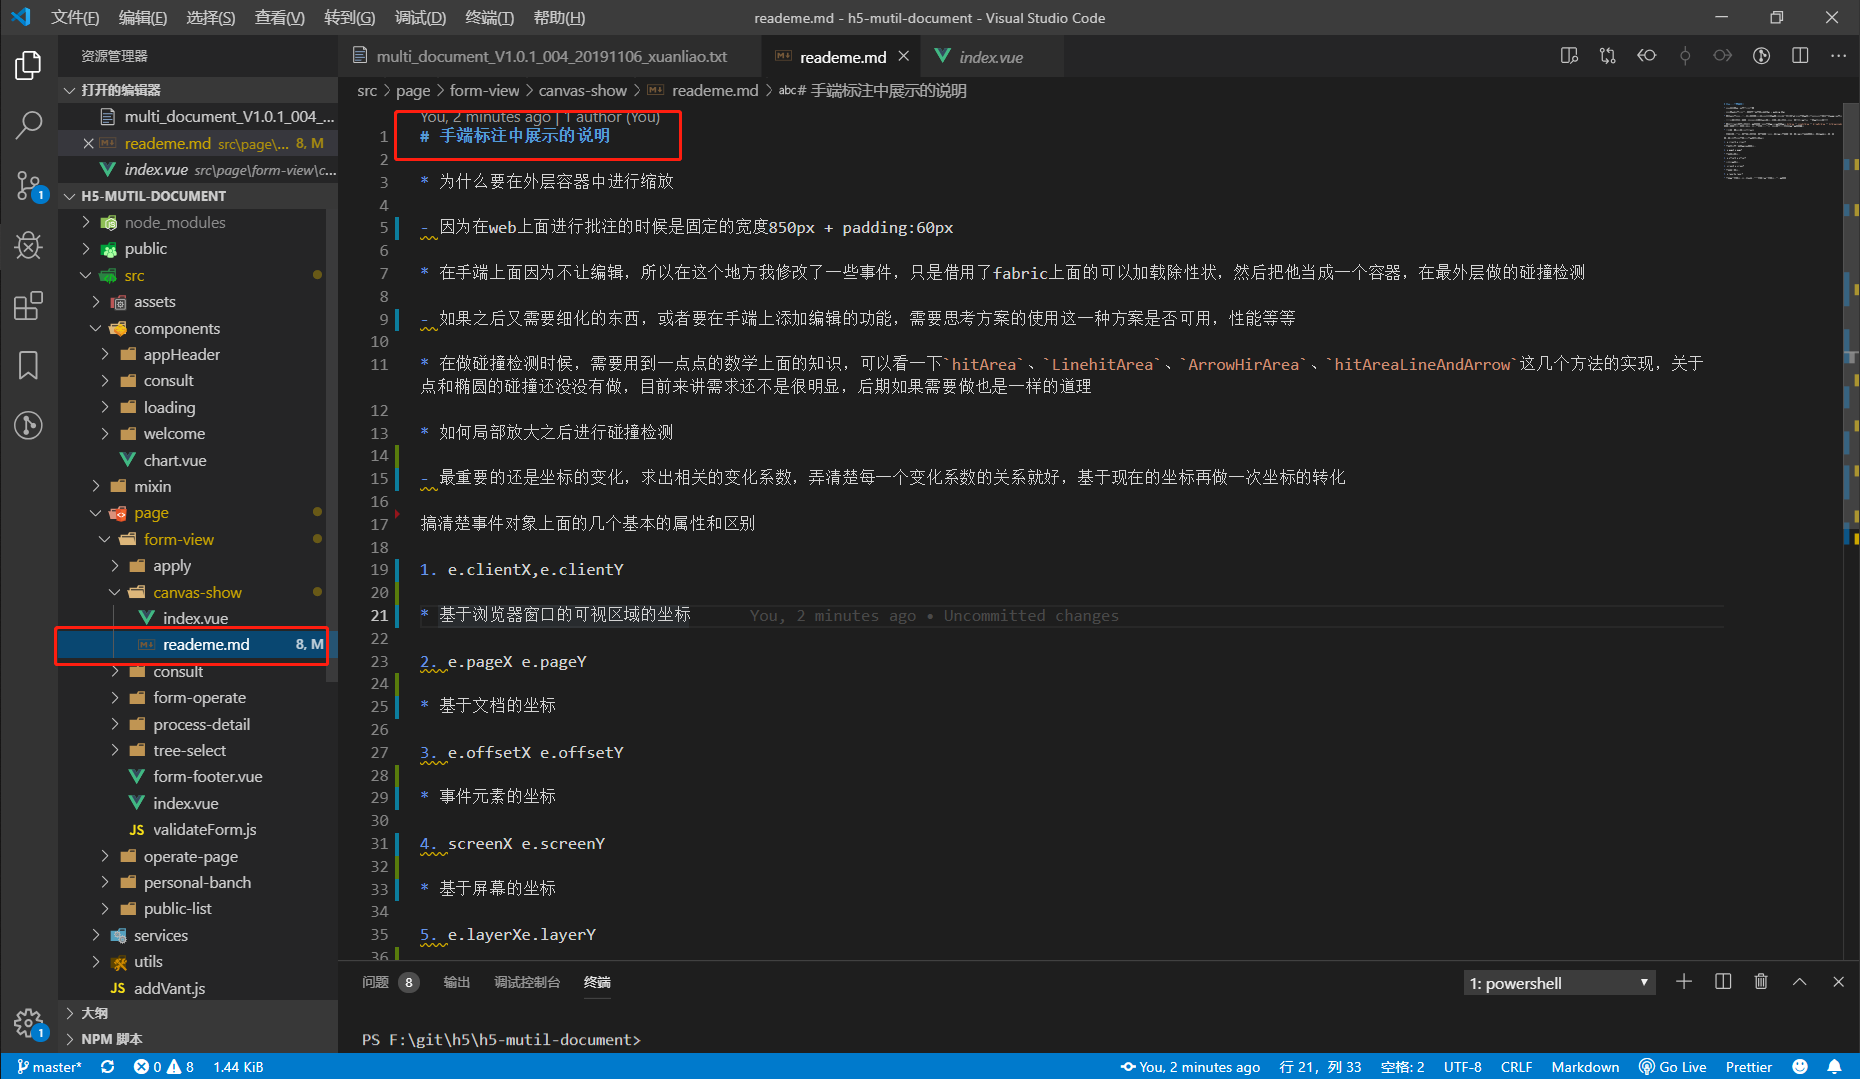 文件(F) 编辑(E) 选择(S) 查看(V) 转到(G) 调试(D) 终端(T) 帮助(H)
reademe.md - h5-mutil-document - Visual Studio Code
资源管理器
multi_document_V1.0.1_004_20191106_xuanliao.txt
reademe.md
index.vue
打开的编辑器
multi_document_V1.0.1_004_...
reademe.md src\page\... 8, M
index.vue src\page\form-view\c...
H5-MUTIL-DOCUMENT
node_modules
public
src
assets
components
appHeader
consult
loading
welcome
chart.vue
mixin
page
form-view
apply
canvas-show
index.vue
reademe.md 8, M
consult
form-operate
process-detail
tree-select
form-footer.vue
index.vue
JS validateForm.js
operate-page
personal-banch
public-list
services
utils
JS addVant.js
大纲
NPM 脚本
1
1
src > page > form-view > canvas-show > reademe.md > abc # 手端标注中展示的说明
You, 2 minutes ago | 1 author (You)
1 # 手端标注中展示的说明
2
3 * 为什么要在外层容器中进行缩放
4
5 - 因为在web上面进行批注的时候是固定的宽度850px + padding:60px
6
7 * 在手端上面因为不让编辑，所以在这个地方我修改了一些事件，只是借用了fabric上面的可以加载除性状，然后把他当成一个容器，在最外层做的碰撞检测
8
9 - 如果之后又需要细化的东西，或者要在手端上添加编辑的功能，需要思考方案的使用这一种方案是否可用，性能等等
10
11 * 在做碰撞检测时候，需要用到一点点的数学上面的知识，可以看一下`hitArea`、`LinehitArea`、`ArrowHirArea`、`hitAreaLineAndArrow`这几个方法的实现，关于
点和椭圆的碰撞还没没有做，目前来讲需求还不是很明显，后期如果需要做也是一样的道理
12
13 * 如何局部放大之后进行碰撞检测
14
15 - 最重要的还是坐标的变化，求出相关的变化系数，弄清楚每一个变化系数的关系就好，基于现在的坐标再做一次坐标的转化
16
17 搞清楚事件对象上面的几个基本的属性和区别
18
19 1. e.clientX,e.clientY
20
21 * 基于浏览器窗口的可视区域的坐标 You, 2 minutes ago • Uncommitted changes
22
23 2. e.pageX e.pageY
24
25 * 基于文档的坐标
26
27 3. e.offsetX e.offsetY
28
29 * 事件元素的坐标
30
31 4. screenX e.screenY
32
33 * 基于屏幕的坐标
34
35 5. e.layerXe.layerY
36
问题 8 输出 调试控制台 终端
1: powershell
PS F:\git\h5\h5-mutil-document>
master* 0 8 1.44 KiB
You, 2 minutes ago 行 21，列 33 空格: 2 UTF-8 CRLF Markdown Go Live Prettier